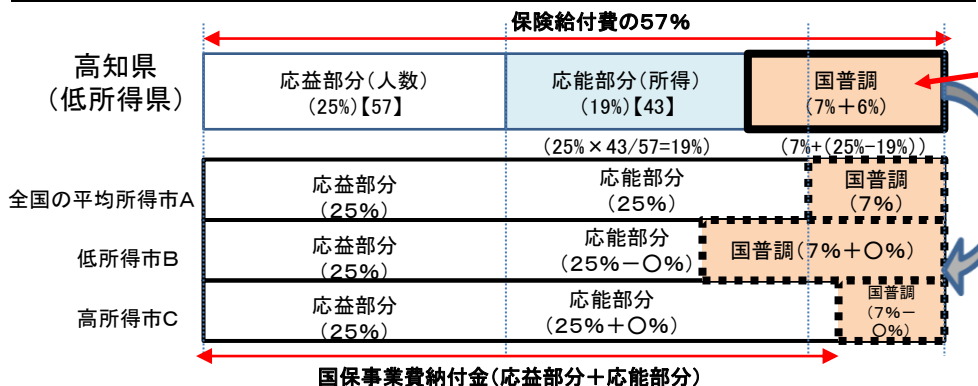 保険給付費の57%
高知県
(低所得県)
応益部分(人数)
(25%)【57】
応能部分(所得)
(19%)【43】
国普調
(7%+6%)
(25%×43/57=19%)
(7%+(25%-19%))
全国の平均所得市A
応益部分
(25%)
応能部分
(25%)
国普調
(7%)
低所得市B
応益部分
(25%)
応能部分
(25%-〇%)
国普調(7%+〇%)
高所得市C
応益部分
(25%)
応能部分
(25%+〇%)
国普調
(7%-
〇%)
国保事業費納付金(応益部分+応能部分)